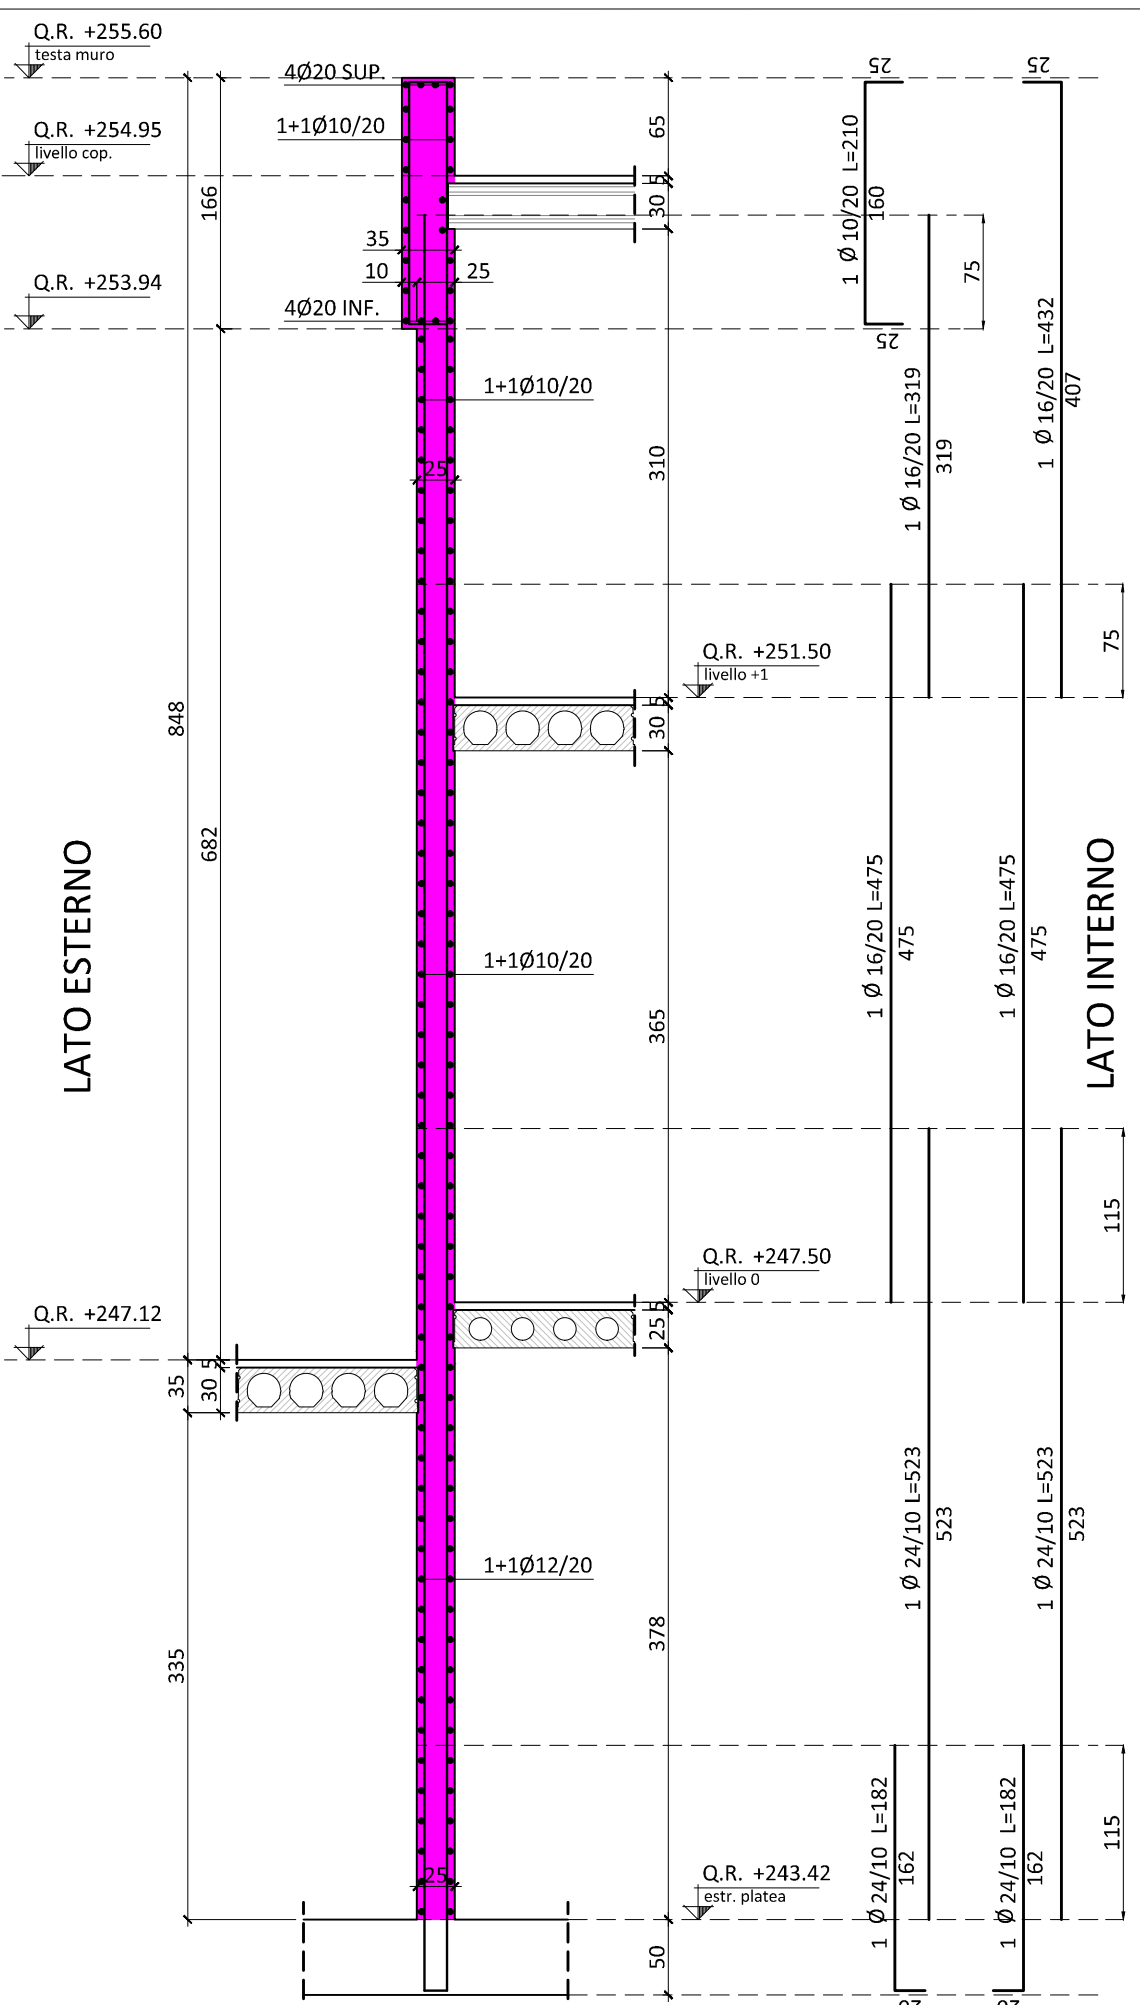 Q.R. +255.60
testa muro
4Ø20 SUP.
25
25
Q.R. +254.95
livello cop.
1+1Ø10/20
65
5
30
166
1 Ø 10/20 L=210
160
35
10
25
75
Q.R. +253.94
4Ø20 INF.
25
1 Ø 16/20 L=432
407
1+1Ø10/20
1 Ø 16/20 L=319
319
25
310
Q.R. +251.50
livello +1
75
5
30
848
682
LATO ESTERNO
LATO INTERNO
1+1Ø10/20
365
1 Ø 16/20 L=475
475
1 Ø 16/20 L=475
475
115
Q.R. +247.50
livello 0
5
25
Q.R. +247.12
5
35
30
1 Ø 24/10 L=523
523
1 Ø 24/10 L=523
523
1+1Ø12/20
378
335
1 Ø 24/10 L=182
162
1 Ø 24/10 L=182
162
115
25
Q.R. +243.42
estr. platea
50